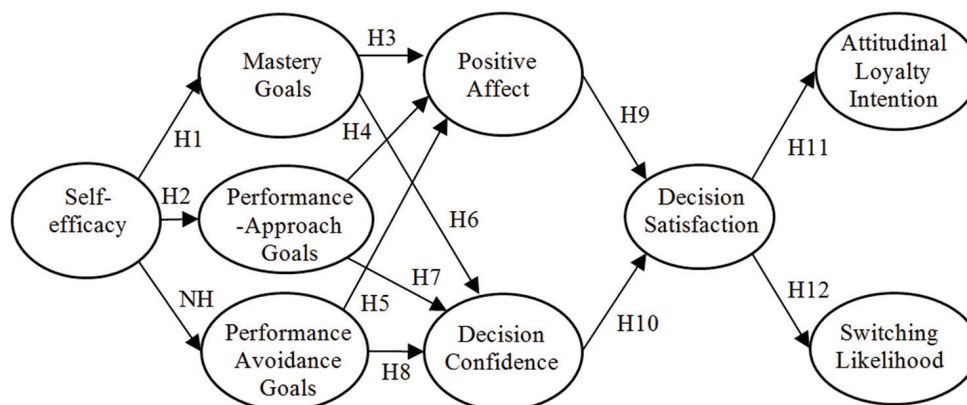 Mastery
Goals
H3
Positive
Affect
Attitudinal
Loyalty
Intention
H1
H4
H9
H11
Self-
efficacy
H2
Performance
-Approach
Goals
H6
Decision
Satisfaction
NH
H7
H5
H10
H12
Performance
Avoidance
Goals
H8
Decision
Confidence
Switching
Likelihood